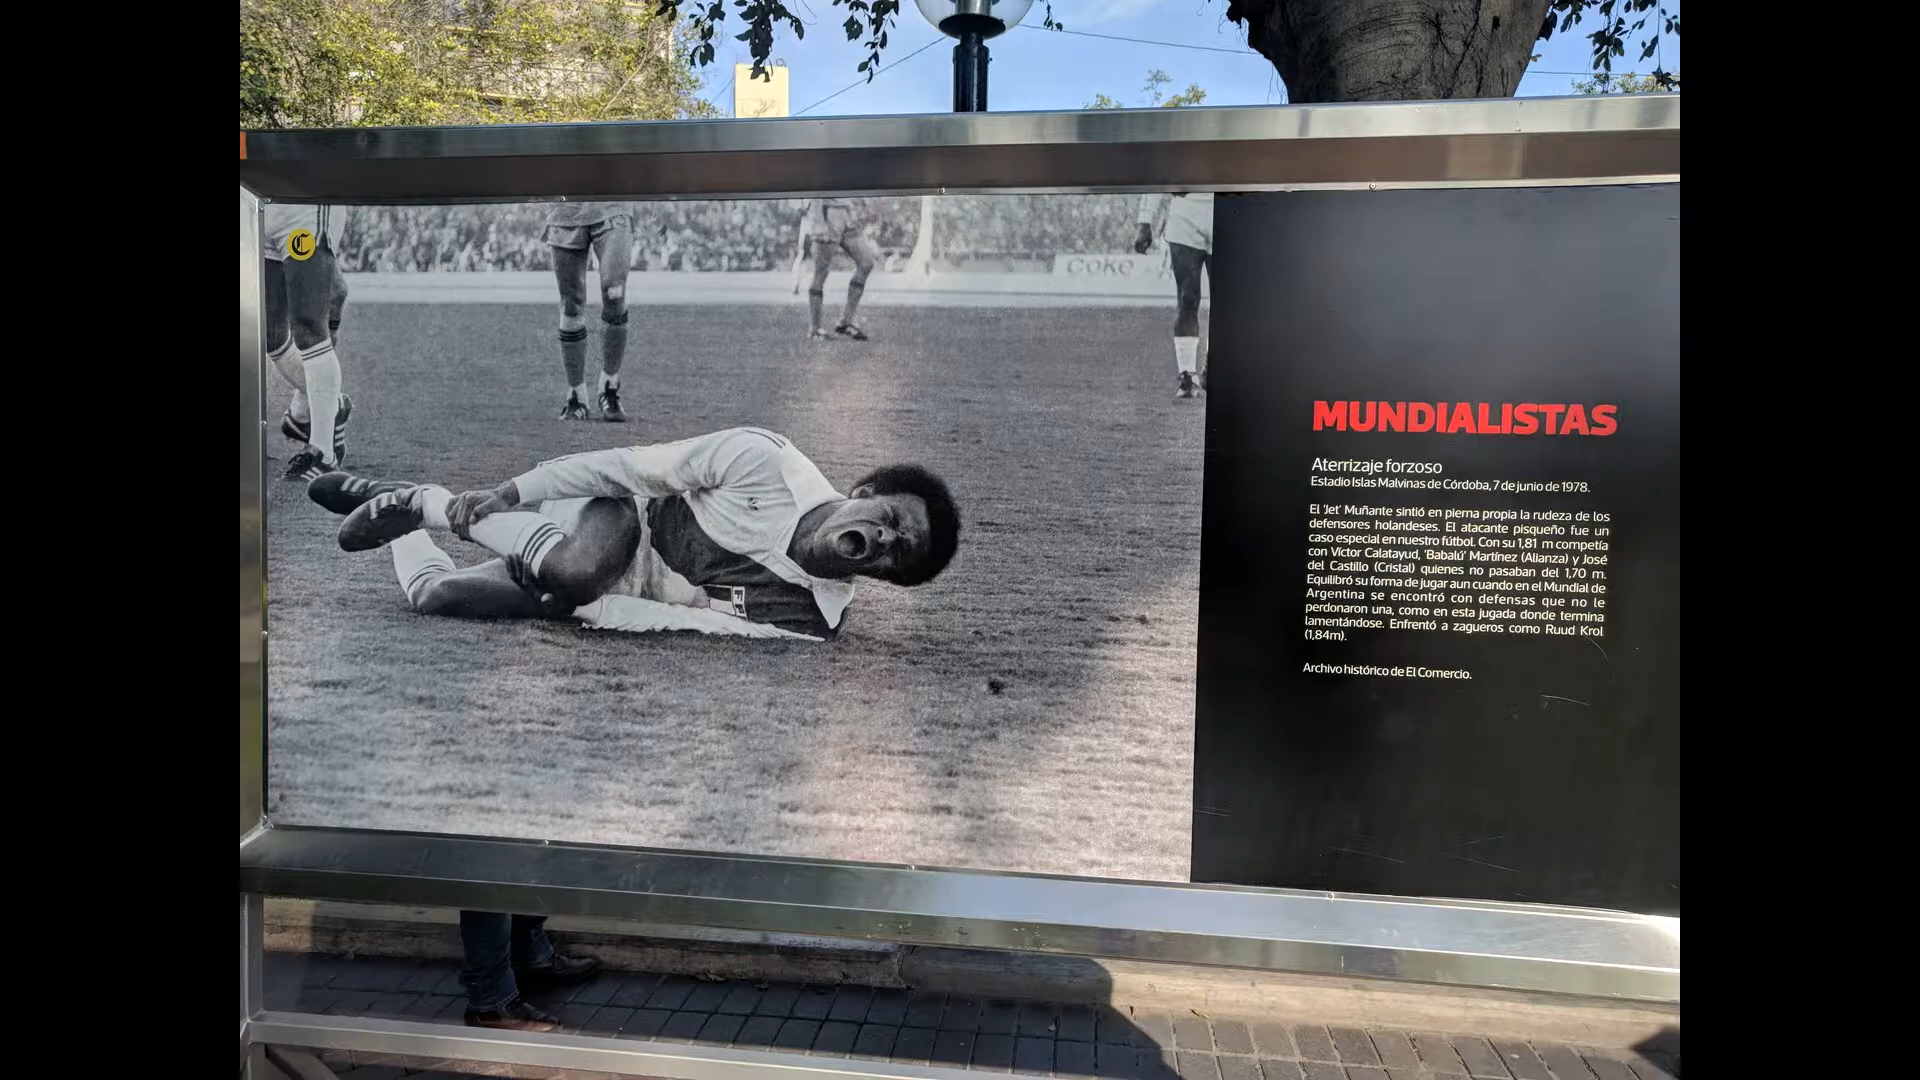 C
COKE
MUNDIALISTAS
Aterrizaje forzoso
Estadio Islas Malvinas de Córdoba, 7 de junio de 1978.
El 'Jet' Muñante sintió en pierna propia la rudeza de los
defensores holandeses. El atacante pisqueño fue un
caso especial en nuestro fútbol. Con su 1,81 m competía
con Víctor Calatayud, 'Babalú' Martínez (Alianza) y José
del Castillo (Cristal) quienes no pasaban del 1,70 m.
Equilibró su forma de jugar aun cuando en el Mundial de
Argentina se encontró con defensas que no le
perdonaron una, como en esta jugada donde termina
lamentándose. Enfrentó a zagueros como Ruud Krol
(1,84m).
Archivo histórico de El Comercio.